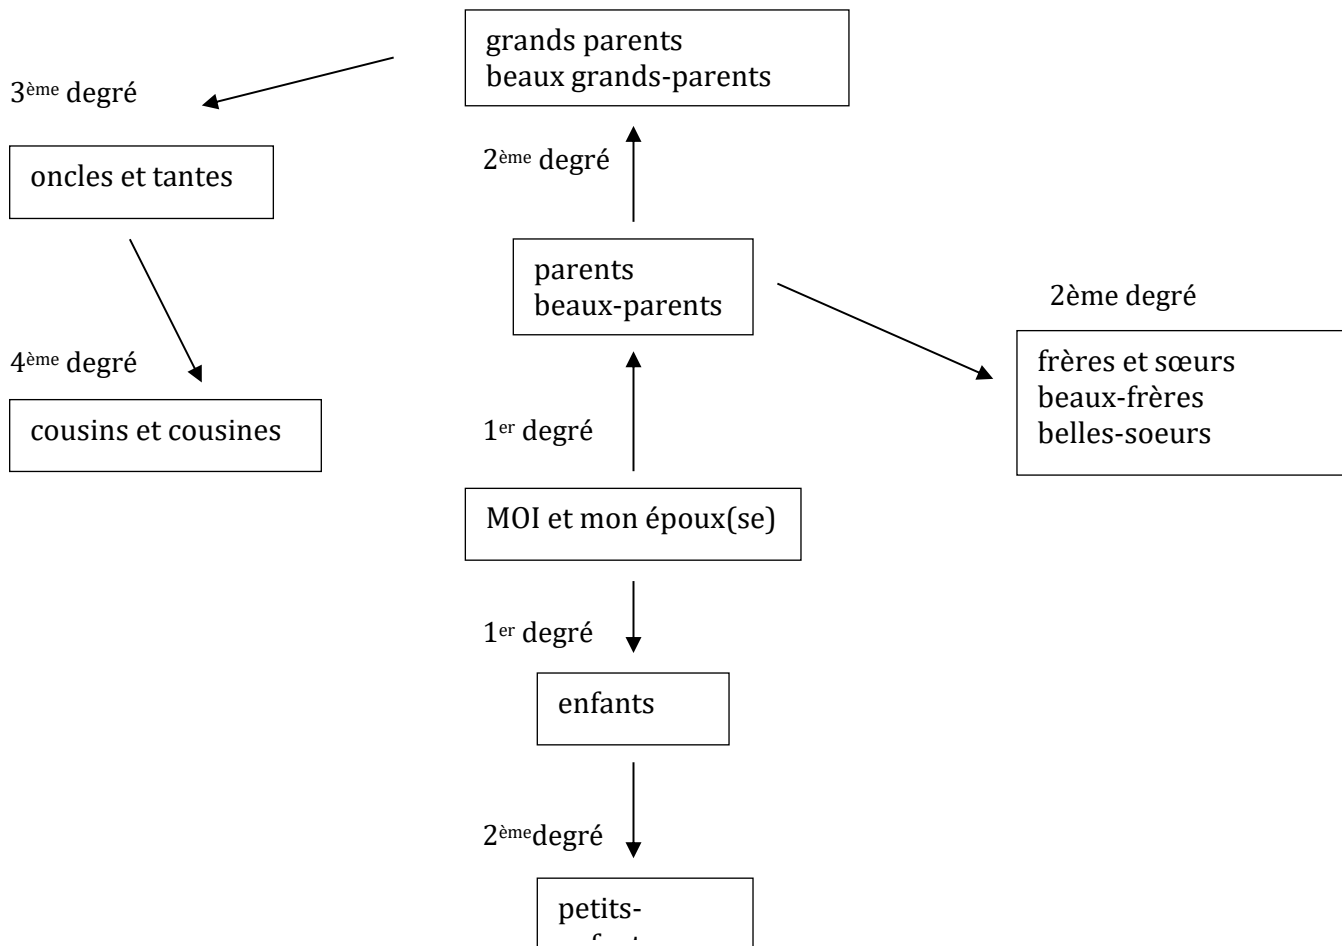 grands parents
beaux grands-parents
3ème degré
2ème degré
oncles et tantes
parents
beaux-parents
2ème degré
4ème degré
frères et sœurs
beaux-frères
belles-soeurs
cousins et cousines
1er degré
MOI et mon époux(se)
1er degré
enfants
2èmedegré
petits-